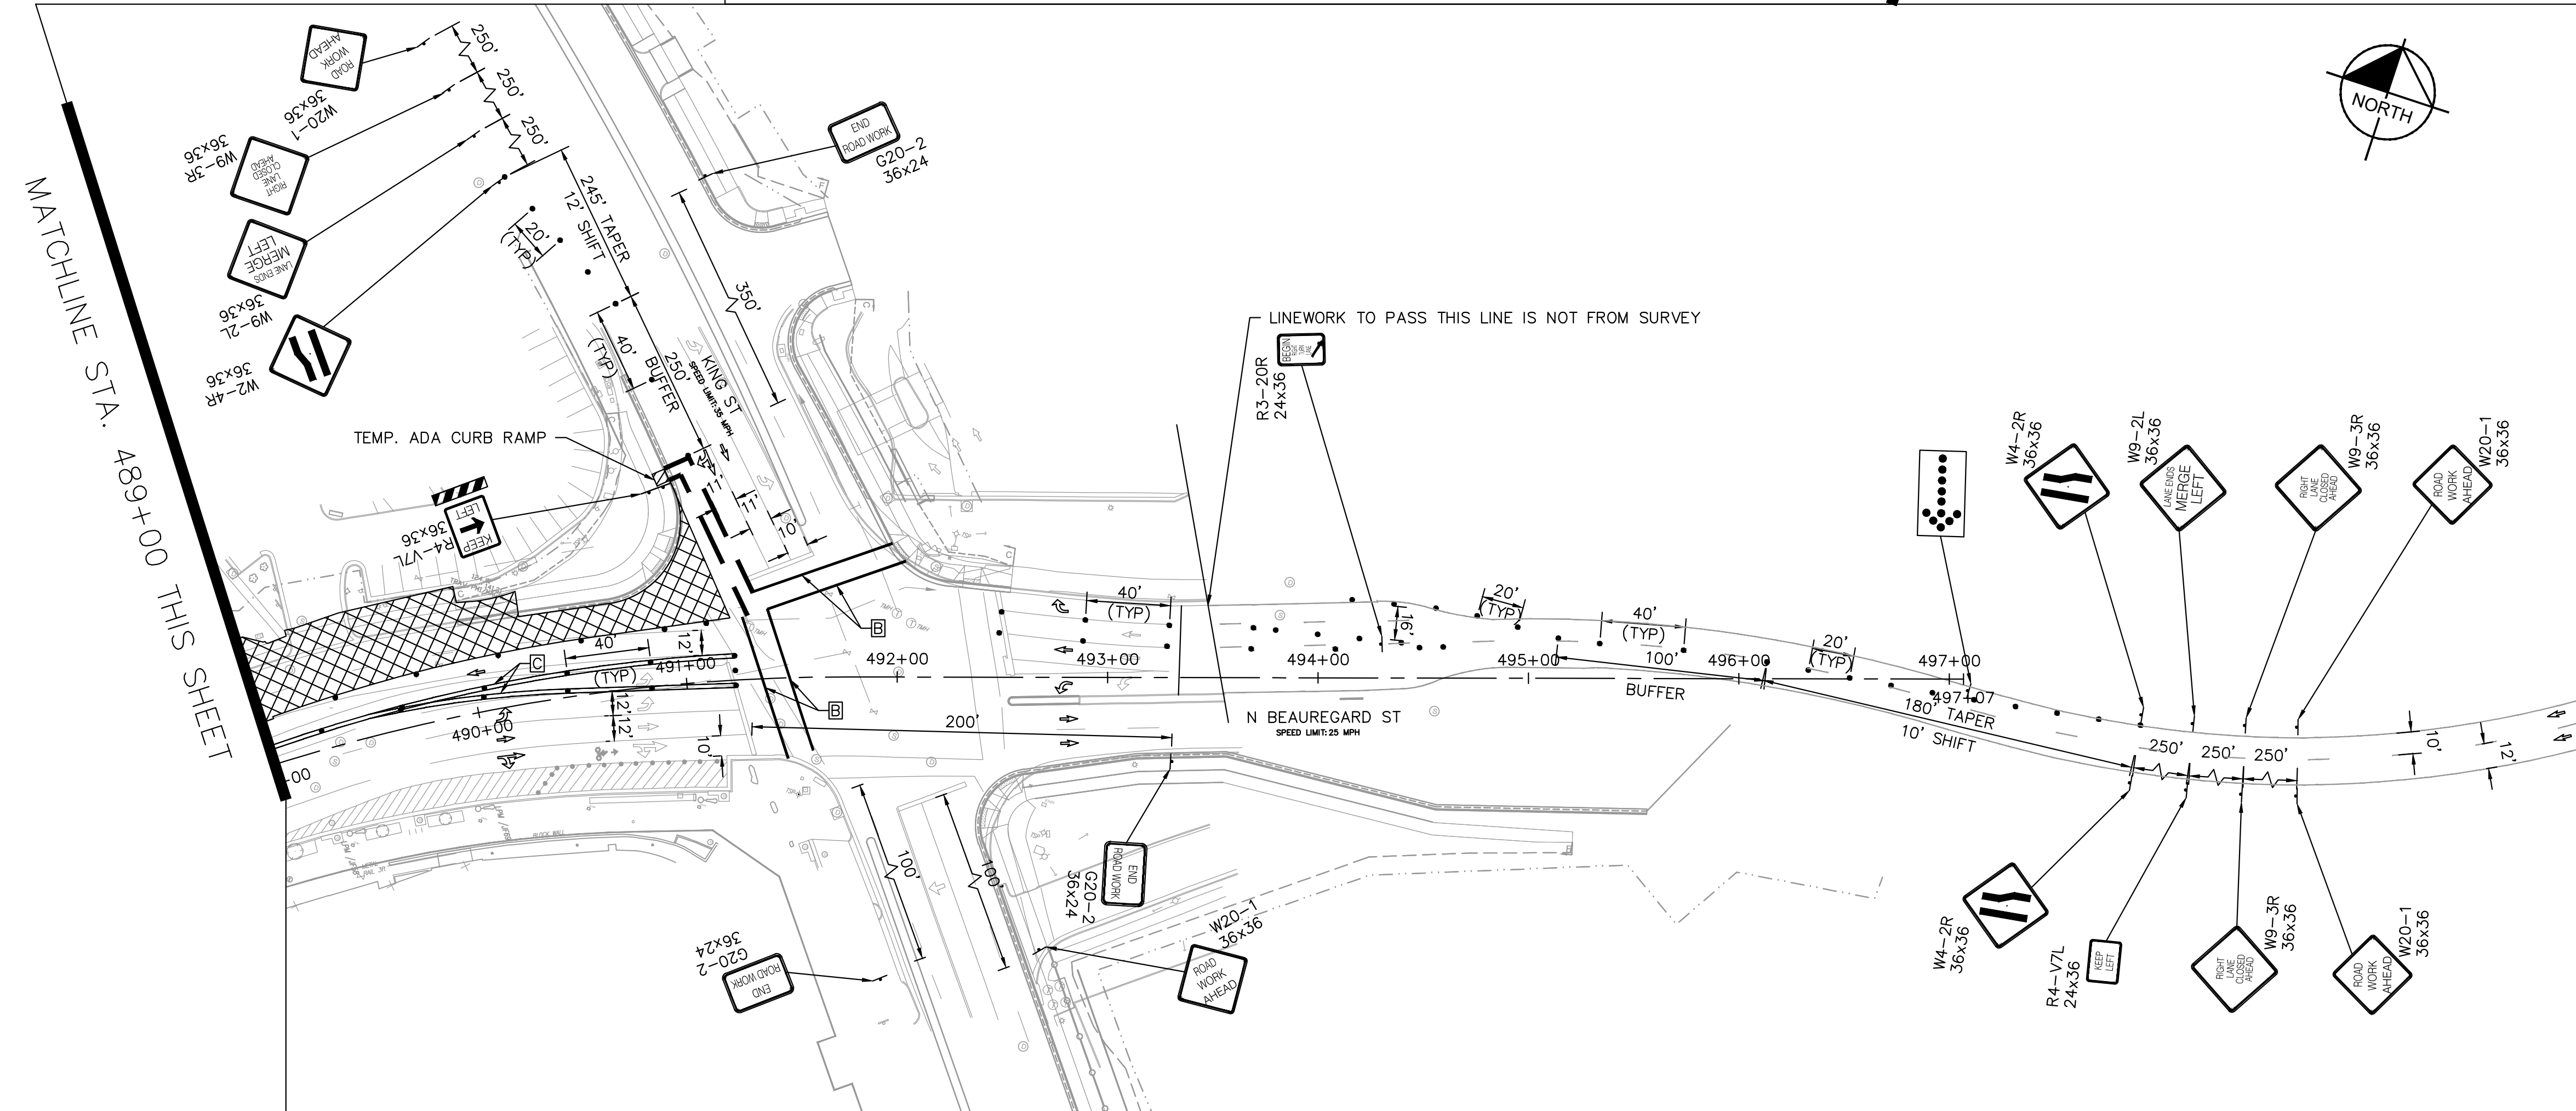 MATCHLINE STA. 489+00 THIS SHEET
ROAD
WORK
AHEAD
W20-1
36x36
RIGHT
LANE
CLOSED
AHEAD
W9-3R
36x36
LANE ENDS
MERGE
LEFT
W9-2L
36x36
W2-4R
36x36
250'
250'
250'
245' TAPER
12' SHIFT
20'
(TYP)
40'
(TYP)
250'
BUFFER
KING ST
SPEED LIMIT: 35 MPH
350'
END
ROAD WORK
G20-2
36x24
TEMP. ADA CURB RAMP
KEEP
LEFT
R4-V7L
36x36
11'
11'
10'
B
B
C
40'
(TYP)
12'
12'
12'
10'
-00
490+00
491+00
492+00
493+00
494+00
495+00
496+00
497+00
497+07
BLOCK WALL
200'
100'
100'
END
ROAD WORK
G20-2
36x24
END
ROAD WORK
G20-2
36x24
ROAD
WORK
AHEAD
W20-1
36x36
40'
(TYP)
LINEWORK TO PASS THIS LINE IS NOT FROM SURVEY
BEGIN
R3-20R
24x36
N BEAUREGARD ST
SPEED LIMIT: 25 MPH
16'
20'
(TYP)
40'
(TYP)
20'
(TYP)
100'
BUFFER
180' TAPER
10' SHIFT
W4-2R
36x36
LANE ENDS
MERGE
LEFT
W9-2L
36x36
RIGHT
LANE
CLOSED
AHEAD
W9-3R
36x36
ROAD
WORK
AHEAD
W20-1
36x36
250'
250'
250'
10'
12'
W4-2R
36x36
KEEP
LEFT
R4-V7L
24x36
RIGHT
LANE
CLOSED
AHEAD
W9-3R
36x36
ROAD
WORK
AHEAD
W20-1
36x36
NORTH